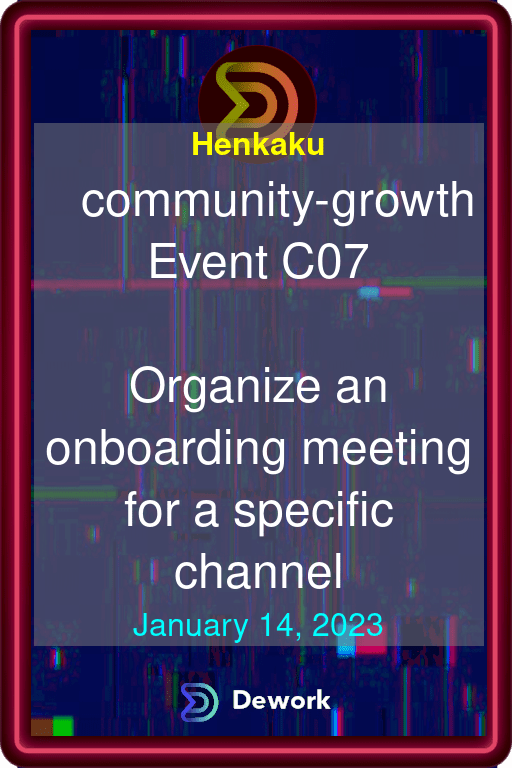 Henkaku
community-growth
Event C07
Organize an
onboarding meeting
for a specific
channel
January 14, 2023
Dework